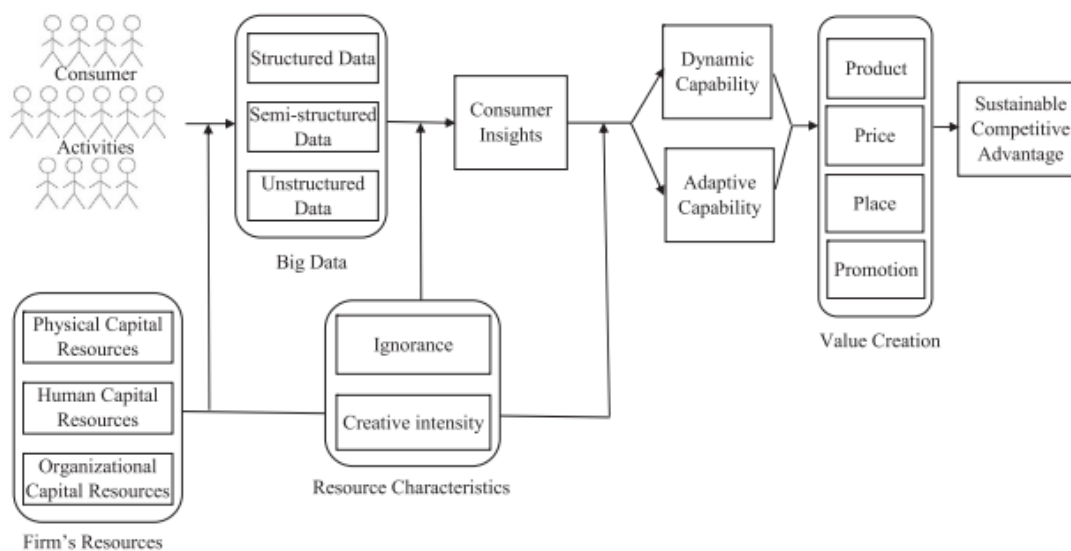 Consumer
Activities
Structured Data
Semi-structured
Data
Unstructured
Data
Big Data
Consumer
Insights
Dynamic
Capability
Adaptive
Capability
Product
Price
Place
Promotion
Value Creation
Sustainable
Competitive
Advantage
Physical Capital
Resources
Human Capital
Resources
Organizational
Capital Resources
Firm's Resources
Ignorance
Creative intensity
Resource Characteristics